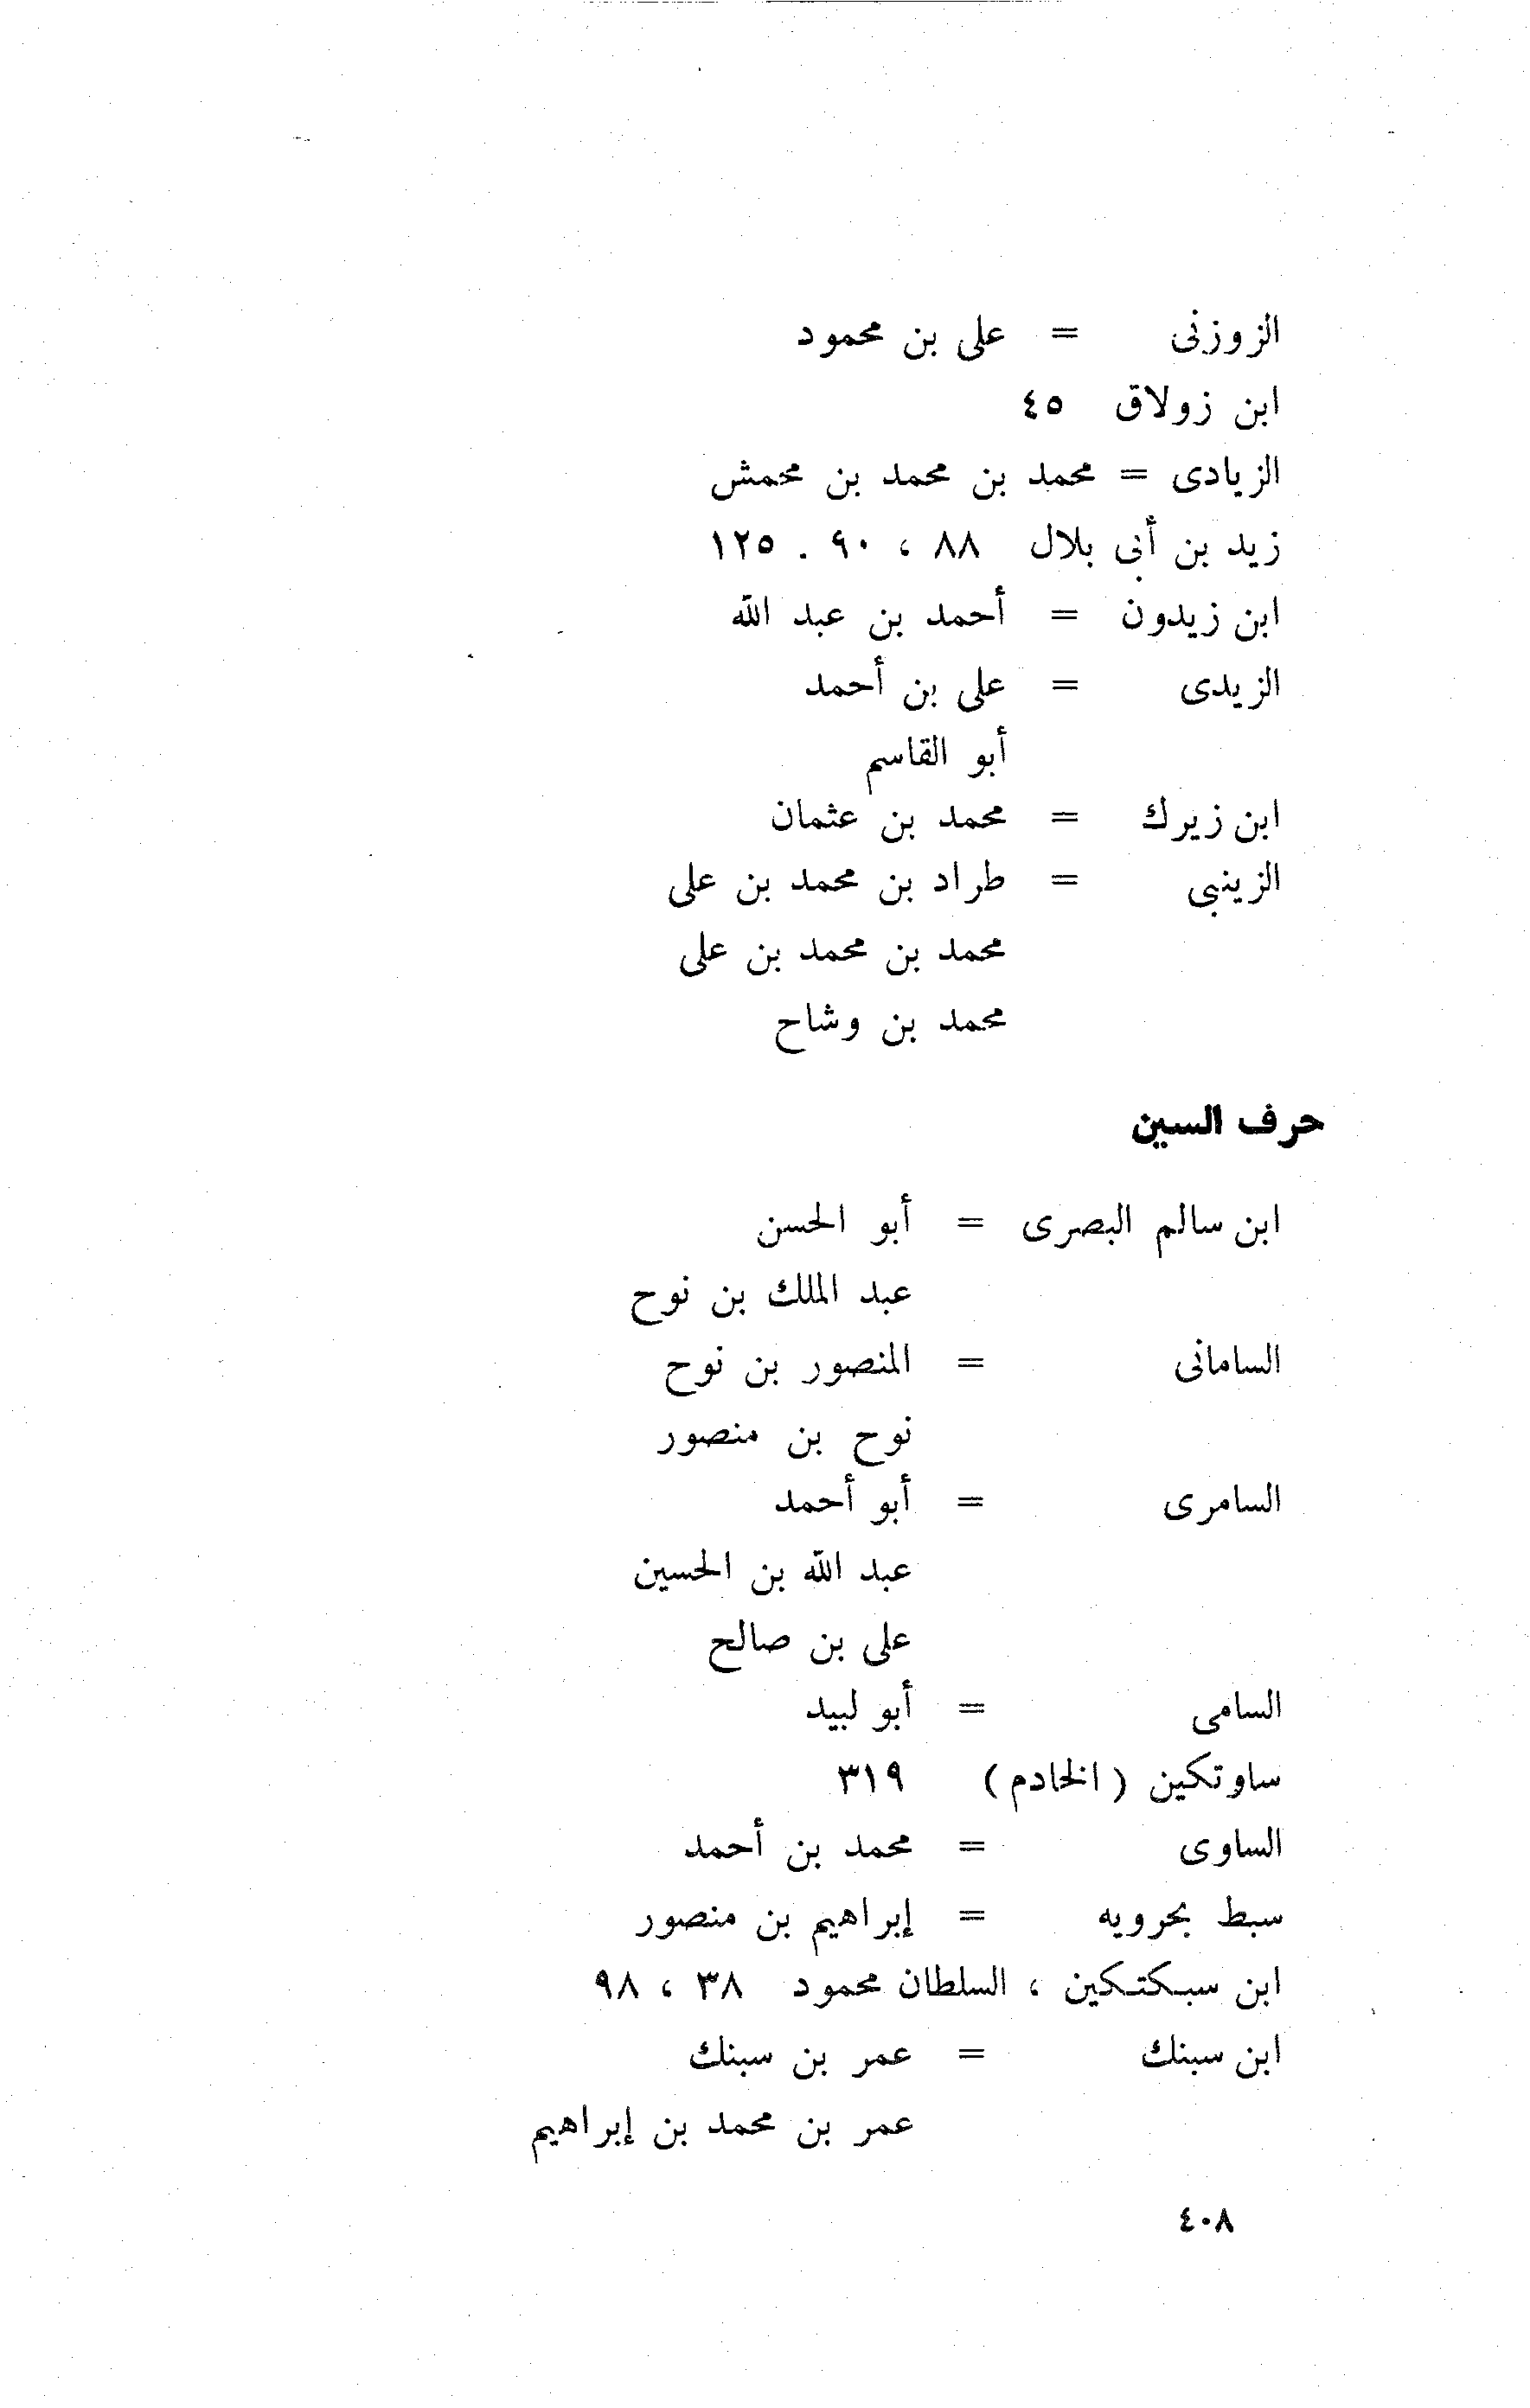 الزوزنى = على بن محمود
ابن زولاق ٤٥
الزيادى = محمد بن محمد بن محمش
زيد بن أبى بلال ٨٨ ، ٩٠ . ١٢٥
ابن زيدون = أحمد بن عبد الله
الزيدى = على بن أحمد
أبو القاسم
ابن زيرك = محمد بن عثمان
الزينبى = طراد بن محمد بن على
محمد بن محمد بن على
محمد بن وشاح
حرف السين
ابن سالم البصرى = أبو الحسن
عبد الملك بن نوح
السامانى = المنصور بن نوح
نوح بن منصور
السامرى = أبو أحمد
عبد الله بن الحسين
على بن صالح
السامى = أبو لبيد
ساوتكين ( الخادم ) ٣١٩
الساوى = محمد بن أحمد
سبط بحرويه = إبراهيم بن منصور
ابن سبكتكين ، السلطان محمود ٣٨ ، ٩٨
ابن سبنك = عمر بن سبنك
عمر بن محمد بن إبراهيم
٤٠٨